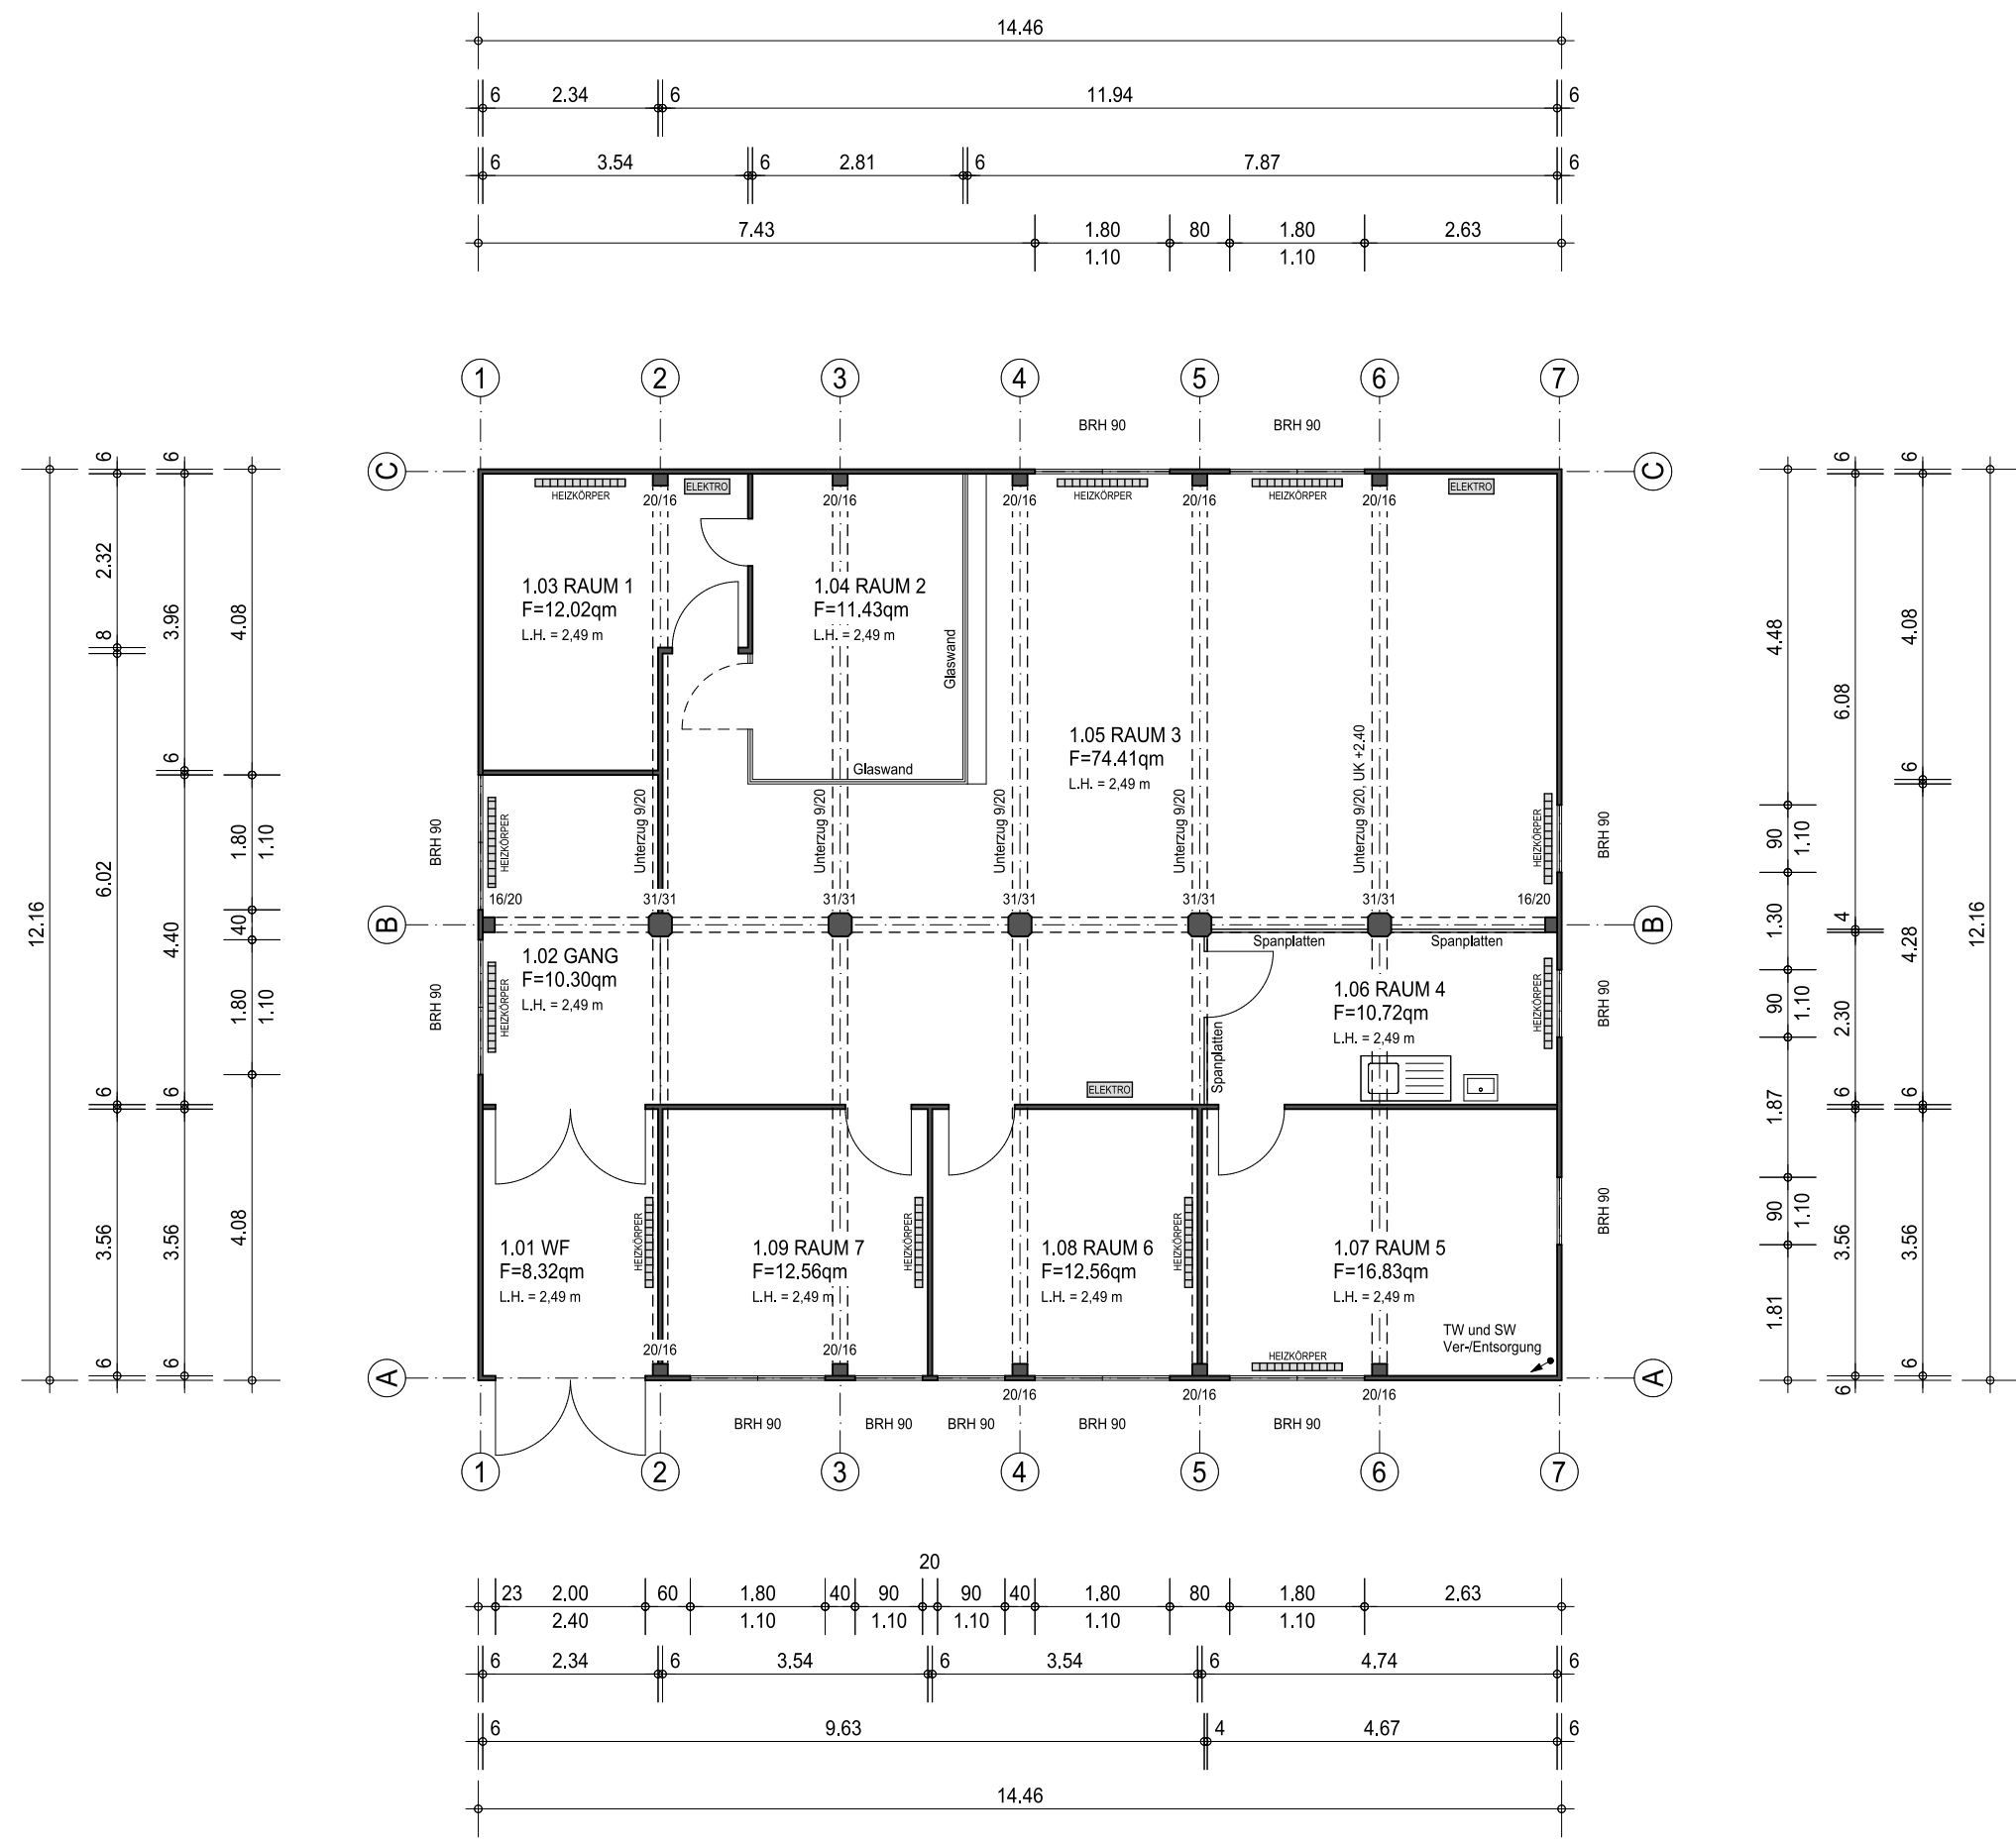 14.46
6 2.34 6 11.94 6
6 3.54 6 2.81 6 7.87 6
7.43 1.80 80 1.80 2.63
1.10 1.10
1 2 3 4 5 6 7
BRH 90 BRH 90
C C
ELEKTRO ELEKTRO
HEIZKÖRPER HEIZKÖRPER HEIZKÖRPER
20/16 20/16 20/16 20/16 20/16
1.03 RAUM 1
F=12.02qm
L.H. = 2,49 m
1.04 RAUM 2
F=11.43qm
L.H. = 2,49 m
Glaswand
Glaswand
1.05 RAUM 3
F=74.41qm
L.H. = 2,49 m
Unterzug 9/20
Unterzug 9/20
Unterzug 9/20
Unterzug 9/20
Unterzug 9/20, UK +2.40
BRH 90
HEIZKÖRPER
HEIZKÖRPER
BRH 90
16/20 31/31 31/31 31/31 31/31 31/31 16/20
B B
Spanplatten Spanplatten
1.02 GANG
F=10.30qm
L.H. = 2,49 m
BRH 90
HEIZKÖRPER
1.06 RAUM 4
F=10.72qm
L.H. = 2,49 m
HEIZKÖRPER
BRH 90
Spanplatten
ELEKTRO
1.01 WF
F=8.32qm
L.H. = 2,49 m
HEIZKÖRPER
1.09 RAUM 7
F=12.56qm
L.H. = 2,49 m
HEIZKÖRPER
1.08 RAUM 6
F=12.56qm
L.H. = 2,49 m
HEIZKÖRPER
1.07 RAUM 5
F=16.83qm
L.H. = 2,49 m
BRH 90
TW und SW
Ver-/Entsorgung
HEIZKÖRPER
20/16 20/16
A A
20/16 20/16 20/16
BRH 90 BRH 90 BRH 90 BRH 90 BRH 90
1 2 3 4 5 6 7
12.16
6 2.32 8 6.02 6 3.56 6
6 3.96 6 4.40 6 3.56 6
4.08 1.80 40 1.80 4.08
1.10 1.10
4.48 90 1.30 90 1.87 90 1.81
1.10 1.10 1.10
6 6.08 4 2.30 6 3.56 6
6 4.08 6 4.28 6 3.56 6
12.16
20
23 2.00 60 1.80 40 90 90 40 1.80 80 1.80 2.63
2.40 1.10 1.10 1.10 1.10 1.10
6 2.34 6 3.54 6 3.54 6 4.74 6
6 9.63 4 4.67 6
14.46